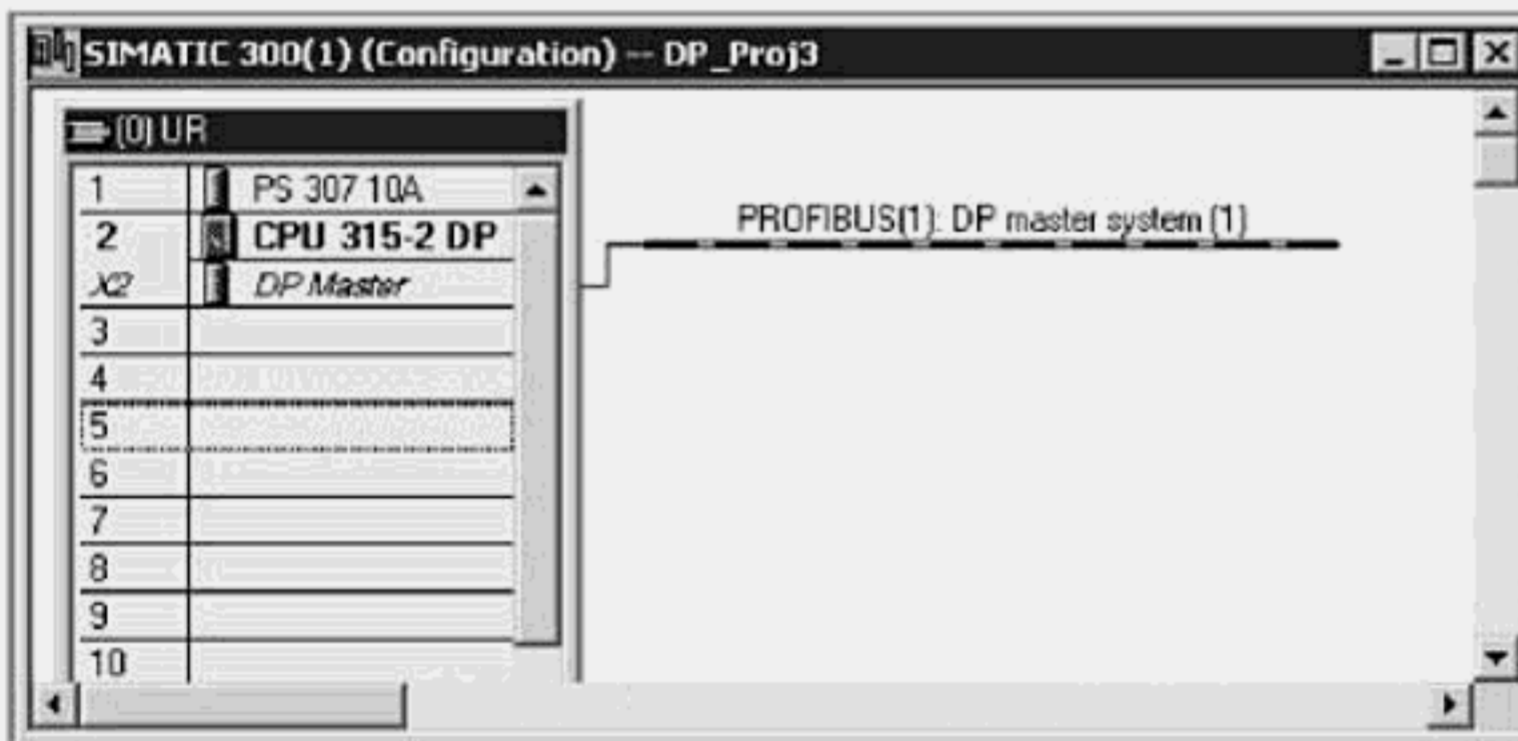 SIMATIC 300(1) (Configuration) -- DP_Proj3
(0) UR
1 PS 307 10A
2 CPU 315-2 DP
X2 DP Master
3
4
5
6
7
8
9
10
PROFIBUS(1): DP master system (1)